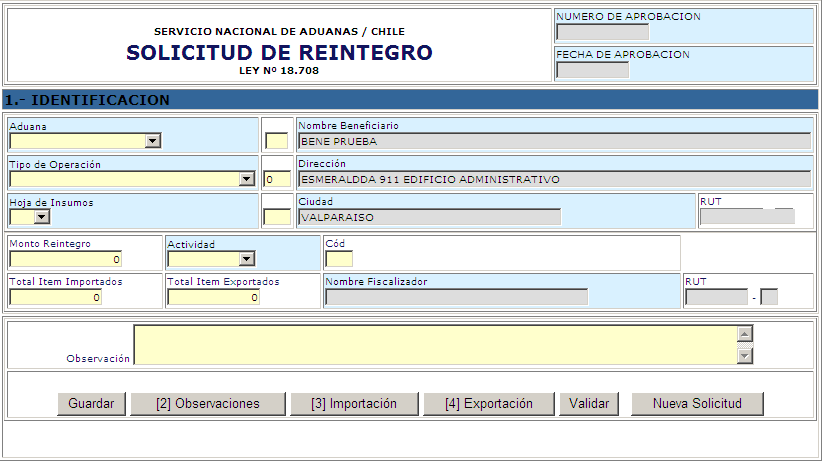 SERVICIO NACIONAL DE ADUANAS / CHILE
SOLICITUD DE REINTEGRO
LEY Nº 18.708
NUMERO DE APROBACION
FECHA DE APROBACION
1.- IDENTIFICACION
Aduana
Nombre Beneficiario
BENE PRUEBA
Tipo de Operación
0
Dirección
ESMERALDDA 911 EDIFICIO ADMINISTRATIVO
Hoja de Insumos
Ciudad
VALPARAISO
RUT
Monto Reintegro
0
Actividad
Cód
Total Item Importados
0
Total Item Exportados
0
Nombre Fiscalizador
RUT
-
Observación
Guardar [2] Observaciones [3] Importación [4] Exportación Validar Nueva Solicitud